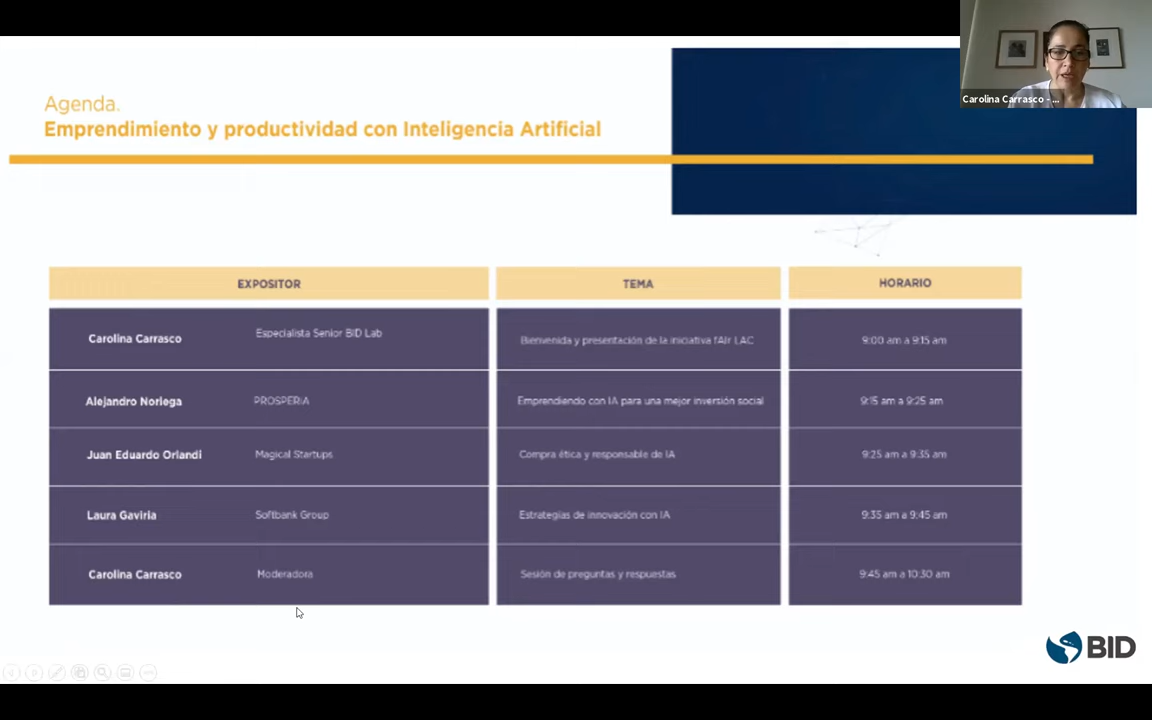 Carolina Carrasco - ...
Agenda.
Emprendimiento y productividad con Inteligencia Artificial
EXPOSITOR TEMA HORARIO
Carolina Carrasco Especialista Senior BID Lab Bienvenida y presentación de la iniciativa fAIr LAC 9:00 am a 9:15 am
Alejandro Noriega PROSPERiA Emprendiendo con IA para una mejor inversión social 9:15 am a 9:25 am
Juan Eduardo Orlandi Magical Startups Compra ética y responsable de IA 9:25 am a 9:35 am
Laura Gaviria Softbank Group Estrategias de innovación con IA 9:35 am a 9:45 am
Carolina Carrasco Moderadora Sesión de preguntas y respuestas 9:45 am a 10:30 am
BID